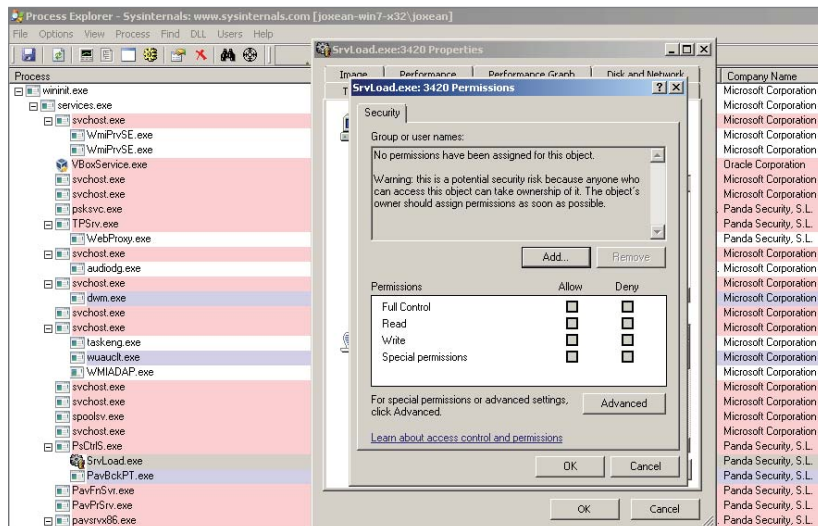 Process Explorer - Sysinternals: www.sysinternals.com [joxean-win7-x32\joxean]
File Options View Process Find DLL Users Help
Process
Company Name
wininit.exe
Microsoft Corporation
services.exe
Microsoft Corporation
svchost.exe
Microsoft Corporation
WmiPrvSE.exe
Microsoft Corporation
WmiPrvSE.exe
Microsoft Corporation
VBoxService.exe
Oracle Corporation
svchost.exe
Microsoft Corporation
svchost.exe
Microsoft Corporation
psksvc.exe
Panda Security, S.L.
TPSrv.exe
Panda Security, S.L.
WebProxy.exe
Panda Security, S.L.
svchost.exe
Microsoft Corporation
audiodg.exe
Microsoft Corporation
svchost.exe
Microsoft Corporation
dwm.exe
Microsoft Corporation
svchost.exe
Microsoft Corporation
svchost.exe
Microsoft Corporation
taskeng.exe
Microsoft Corporation
wuauclt.exe
Microsoft Corporation
WMIADAP.exe
Microsoft Corporation
svchost.exe
Microsoft Corporation
svchost.exe
Microsoft Corporation
spoolsv.exe
Microsoft Corporation
svchost.exe
Microsoft Corporation
PsCtrlS.exe
Panda Security, S.L.
SrvLoad.exe
Panda Security, S.L.
PavBckPT.exe
Panda Security, S.L.
PavFnSvr.exe
Panda Security, S.L.
PavPrSrv.exe
Panda Security, S.L.
pavsrvx86.exe
Panda Security, S.L.
SrvLoad.exe:3420 Properties
Image Performance Performance Graph Disk and Network
SrvLoad.exe: 3420 Permissions
Security
Group or user names:
No permissions have been assigned for this object.
Warning: this is a potential security risk because anyone who
can access this object can take ownership of it. The object's
owner should assign permissions as soon as possible.
Add... Remove
Permissions Allow Deny
Full Control
Read
Write
Special permissions
For special permissions or advanced settings,
click Advanced.
Advanced
Learn about access control and permissions
OK Cancel
OK Cancel